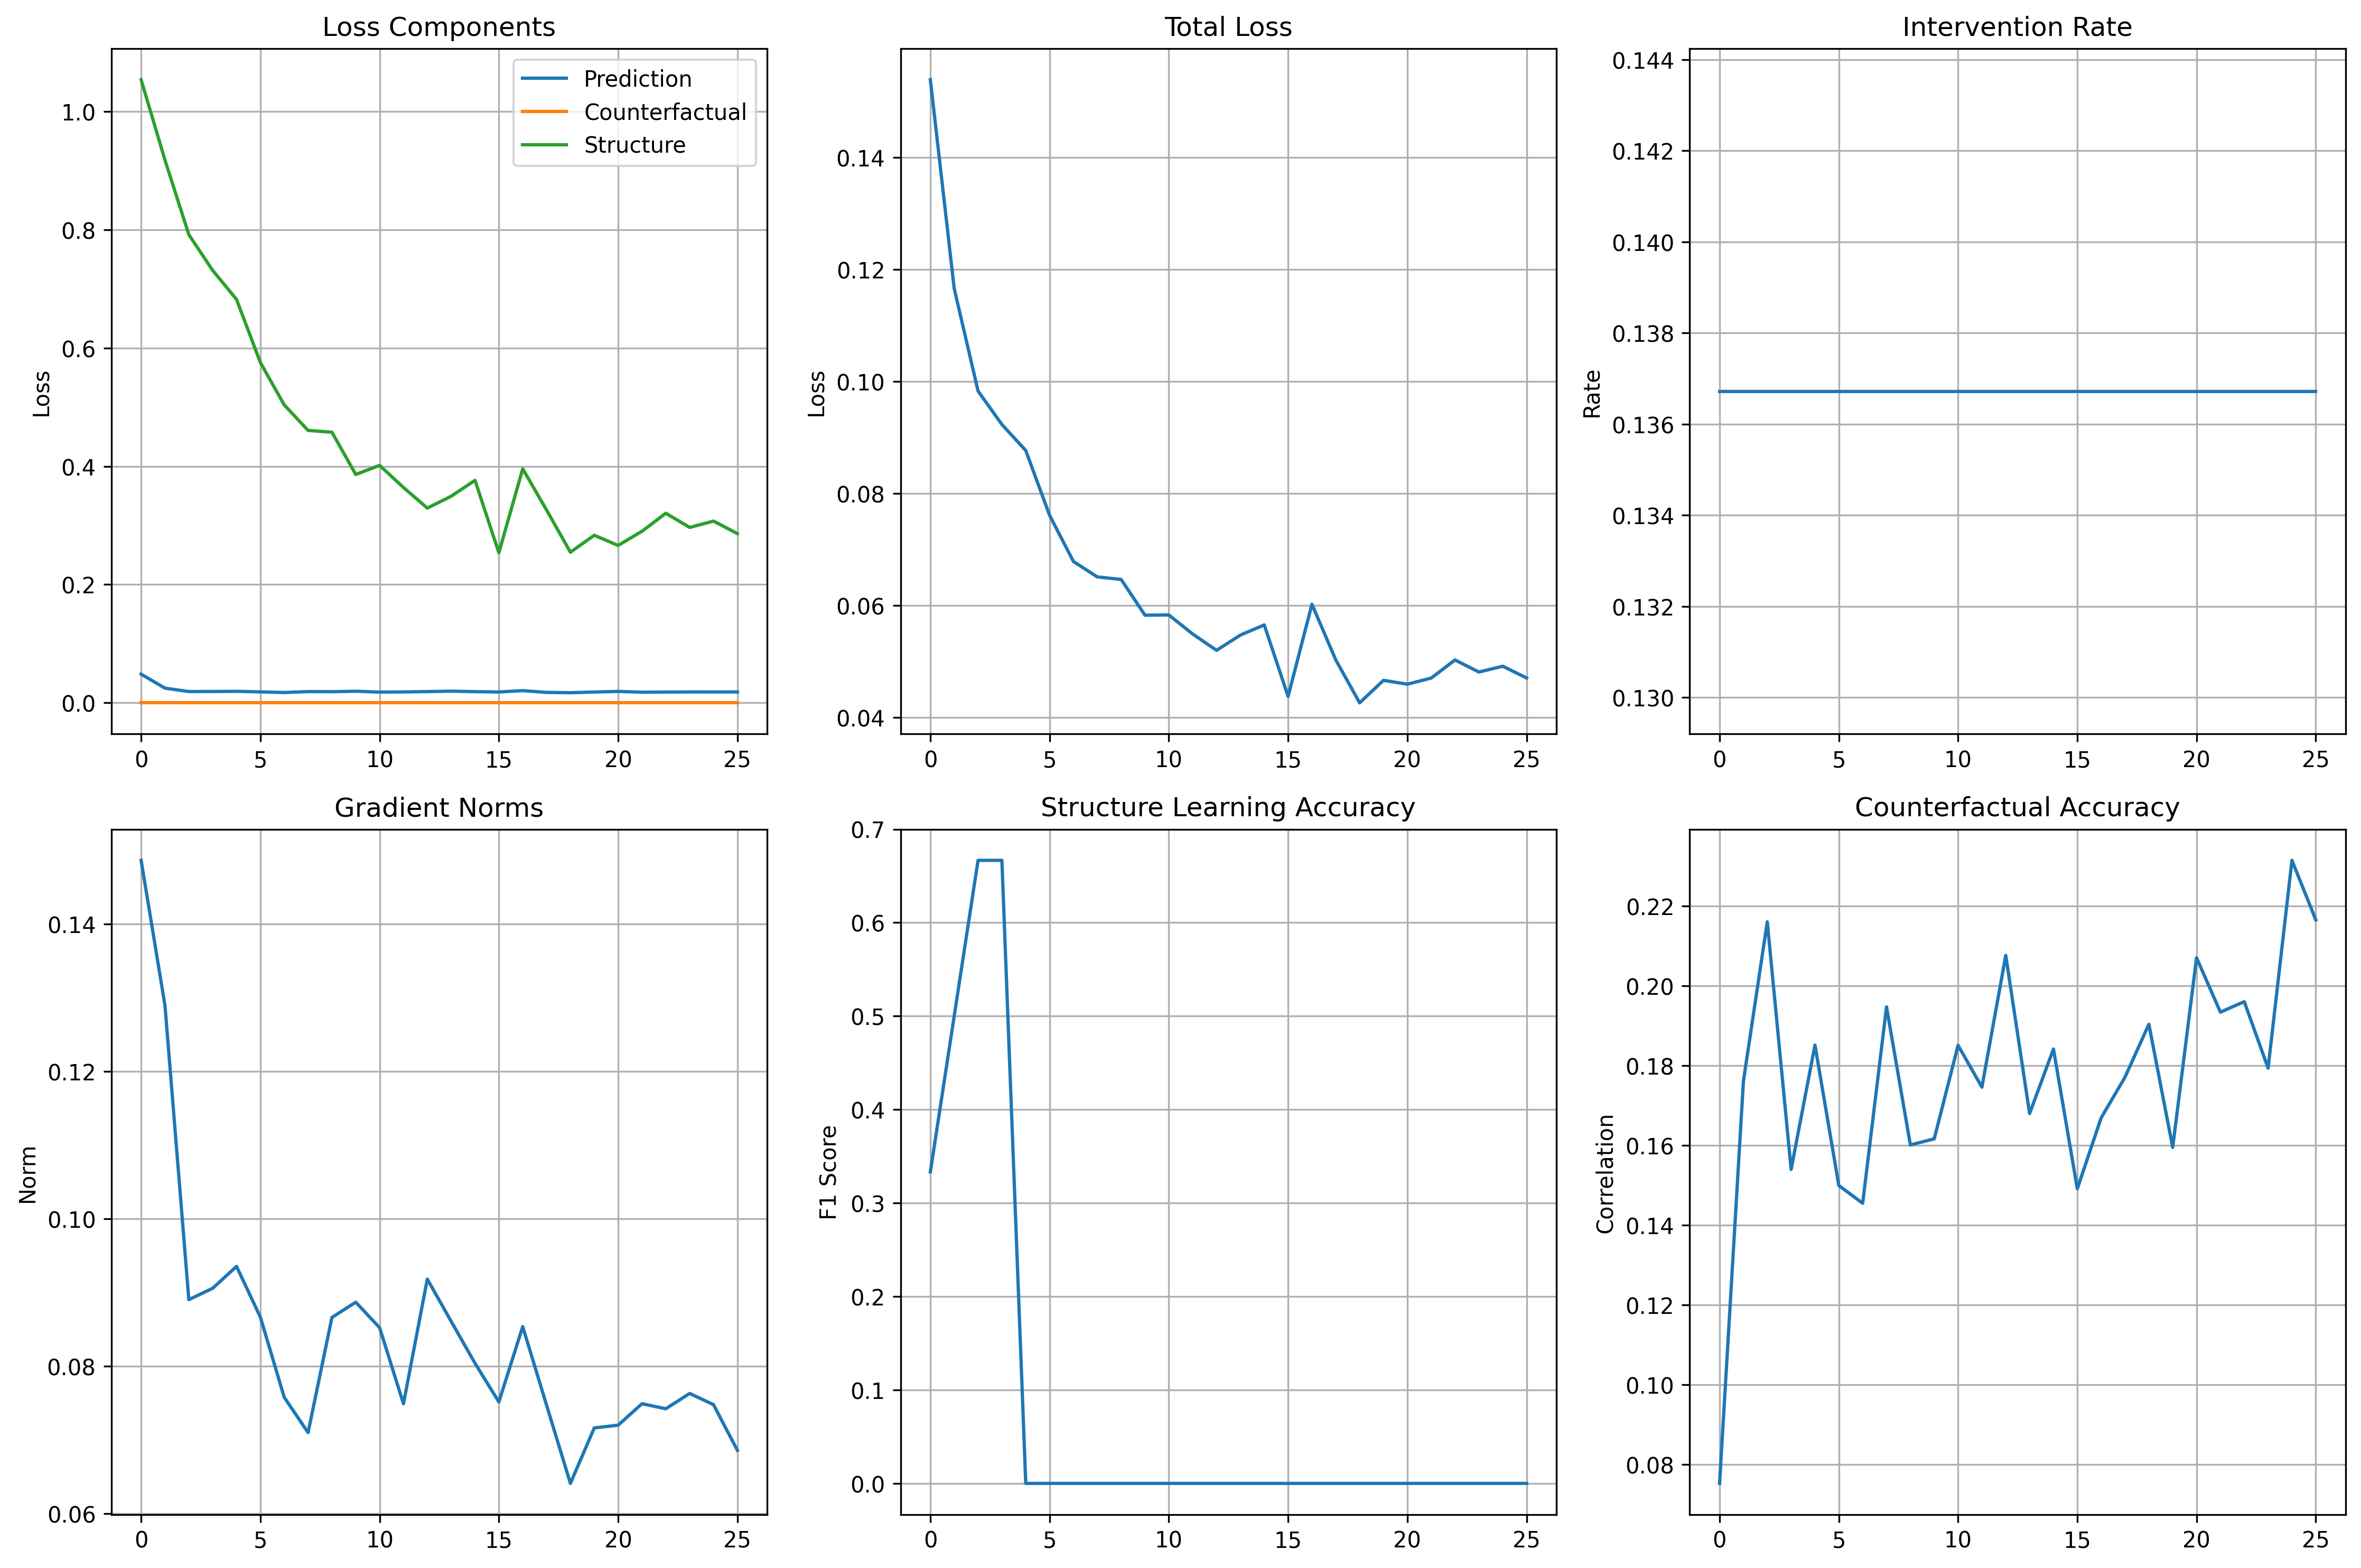 Loss Components
Loss
1.0
0.8
0.6
0.4
0.2
0.0
Prediction
Counterfactual
Structure
0 5 10 15 20 25
Total Loss
Loss
0.14
0.12
0.10
0.08
0.06
0.04
0 5 10 15 20 25
Intervention Rate
Rate
0.144
0.142
0.140
0.138
0.136
0.134
0.132
0.130
0 5 10 15 20 25
Gradient Norms
Norm
0.14
0.12
0.10
0.08
0.06
0 5 10 15 20 25
Structure Learning Accuracy
F1 Score
0.7
0.6
0.5
0.4
0.3
0.2
0.1
0.0
0 5 10 15 20 25
Counterfactual Accuracy
Correlation
0.22
0.20
0.18
0.16
0.14
0.12
0.10
0.08
0 5 10 15 20 25